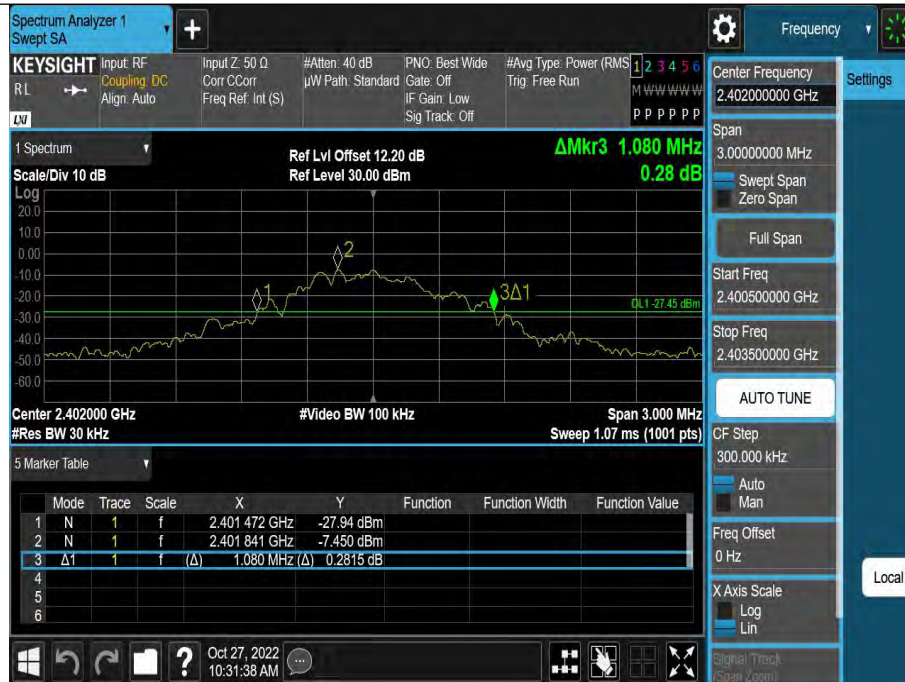 Spectrum Analyzer 1
Swept SA
+
Frequency
KEYSIGHT
RL
LXI
Input: RF
Coupling: DC
Align: Auto
Input Z: 50 Ω
Corr CCorr
Freq Ref: Int (S)
#Atten: 40 dB
µW Path: Standard
PNO: Best Wide
Gate: Off
IF Gain: Low
Sig Track: Off
#Avg Type: Power (RMS
Trig: Free Run
1 2 3 4 5 6
M W W W W W
P P P P P P
1 Spectrum
Scale/Div 10 dB
Ref Lvl Offset 12.20 dB
Ref Level 30.00 dBm
ΔMkr3 1.080 MHz
0.28 dB
Log
20.0
10.0
0.00
-10.0
-20.0
-30.0
-40.0
-50.0
-60.0
1
2
3Δ1
DL1 -27.45 dBm
Center 2.402000 GHz
#Res BW 30 kHz
#Video BW 100 kHz
Span 3.000 MHz
Sweep 1.07 ms (1001 pts)
5 Marker Table
Mode Trace Scale X Y Function Function Width Function Value
1 N 1 f 2.401 472 GHz -27.94 dBm
2 N 1 f 2.401 841 GHz -7.450 dBm
3 Δ1 1 f (Δ) 1.080 MHz (Δ) 0.2815 dB
4
5
6
Center Frequency
2.402000000 GHz
Settings
Span
3.00000000 MHz
Swept Span
Zero Span
Full Span
Start Freq
2.400500000 GHz
Stop Freq
2.403500000 GHz
AUTO TUNE
CF Step
300.000 kHz
Auto
Man
Freq Offset
0 Hz
Local
X Axis Scale
Log
Lin
Signal Track
(Span Zoom)
?
Oct 27, 2022
10:31:38 AM